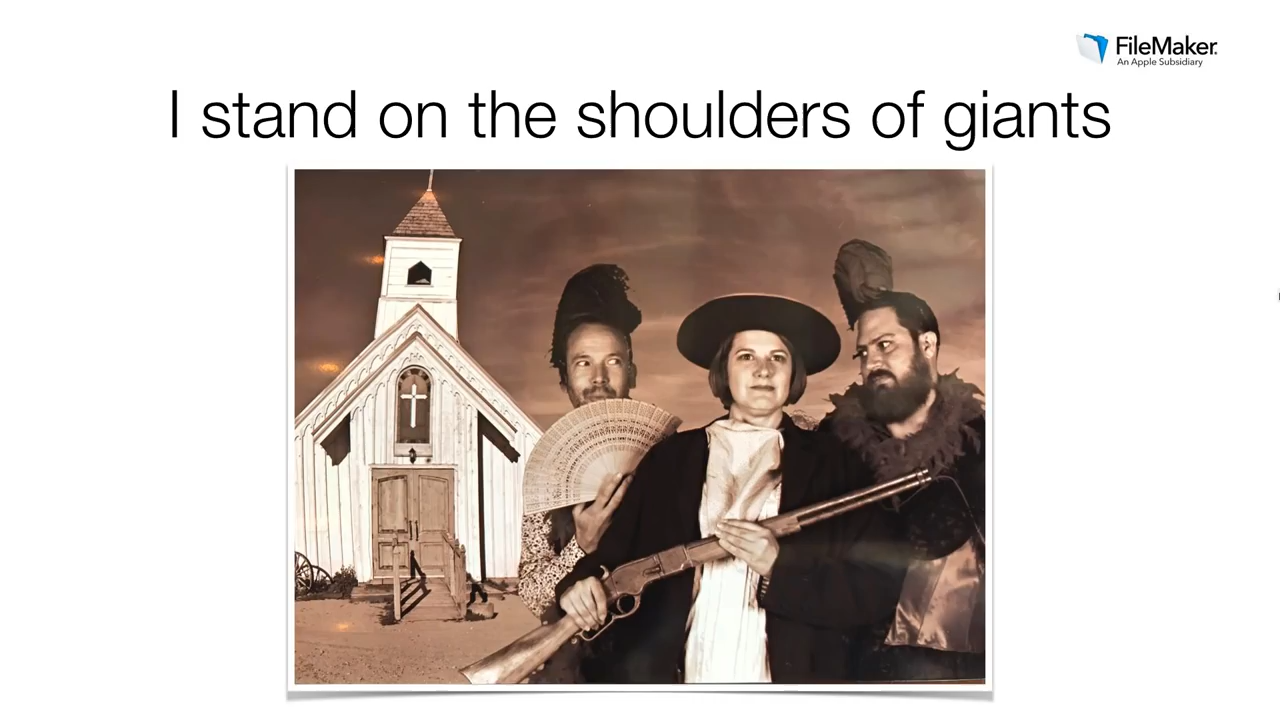 FileMaker
An Apple Subsidiary
I stand on the shoulders of giants